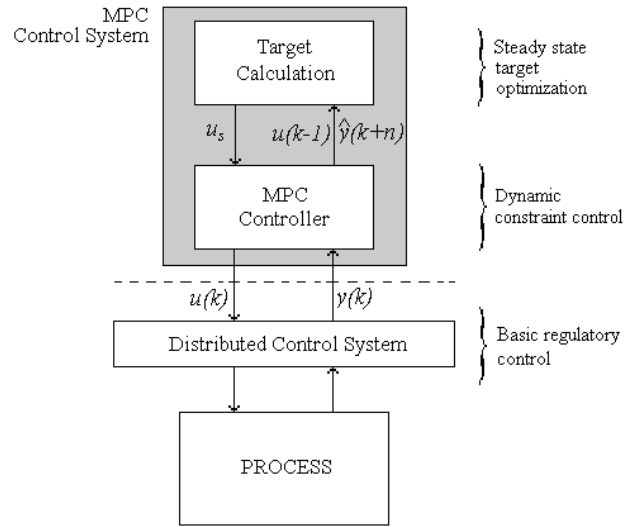 MPC
Control System
Target
Calculation
Steady state
target
optimization
u_s
u(k-1)
ŷ(k+n)
MPC
Controller
Dynamic
constraint control
u(k)
y(k)
Distributed Control System
Basic regulatory
control
PROCESS